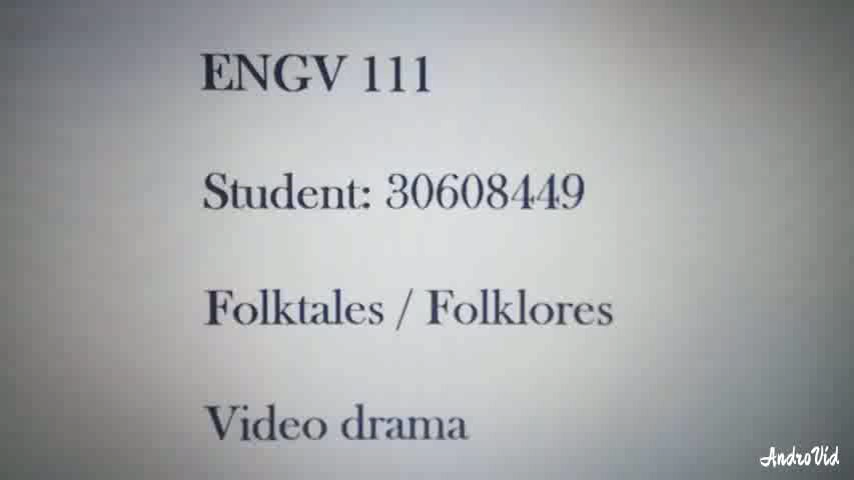 ENGV 111
Student: 30608449
Folktales / Folklores
Video drama
AndroVid